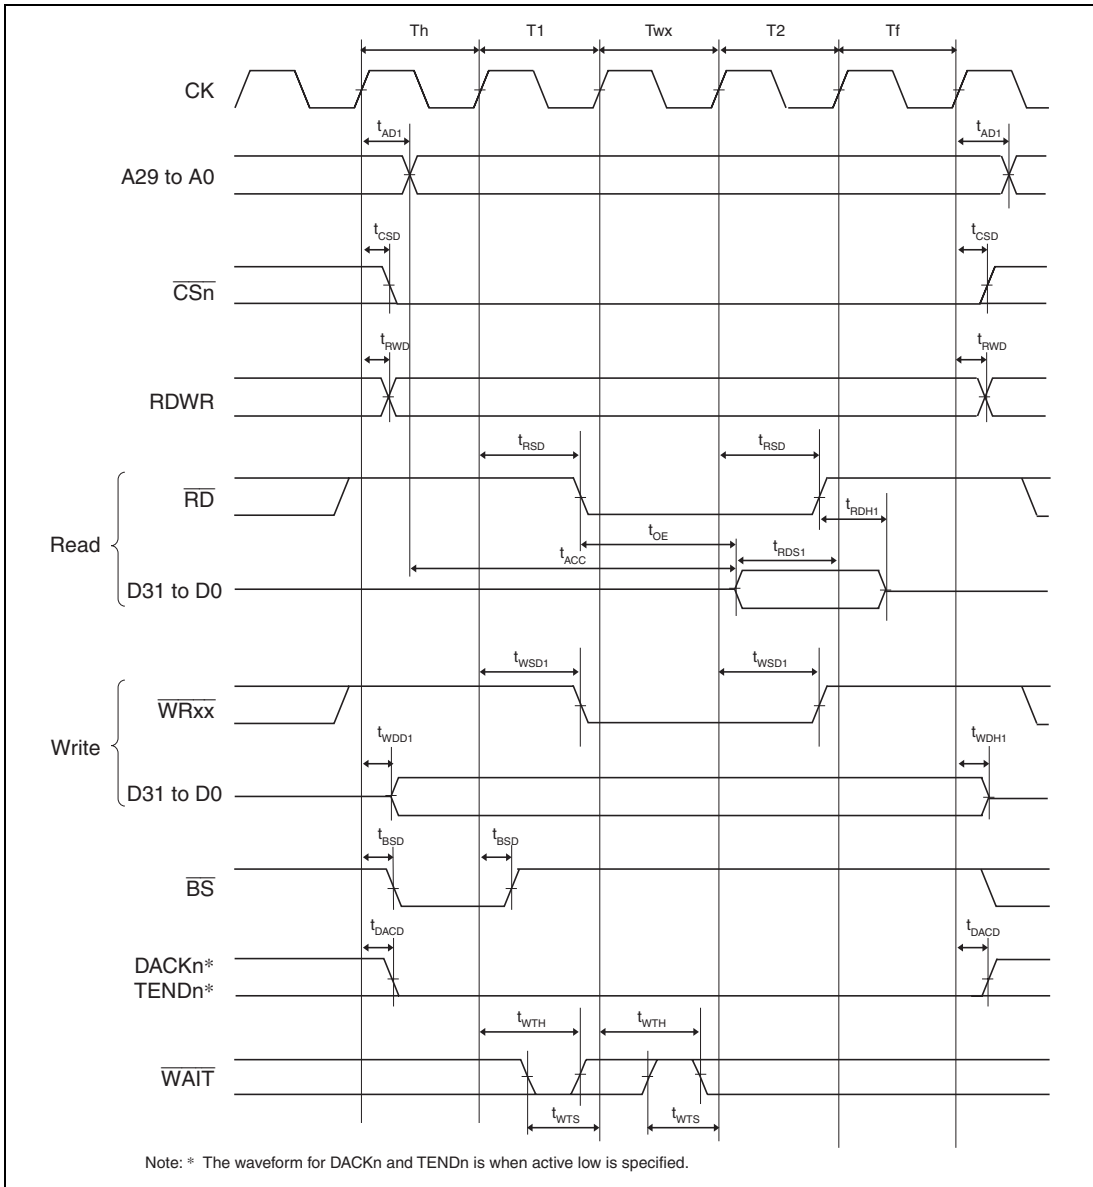 Th T1 Twx T2 Tf
CK
tAD1 tAD1
A29 to A0
tCSD tCSD
CSn
tRWD tRWD
RDWR
tRSD tRSD
RD
tRDH1
Read
tOE
tACC tRDS1
D31 to D0
tWSD1 tWSD1
WRxx
Write
tWDD1 tWDH1
D31 to D0
tBSD tBSD
BS
tDACD tDACD
DACKn*
TENDn*
tWTH tWTH
WAIT
tWTS tWTS
Note: * The waveform for DACKn and TENDn is when active low is specified.